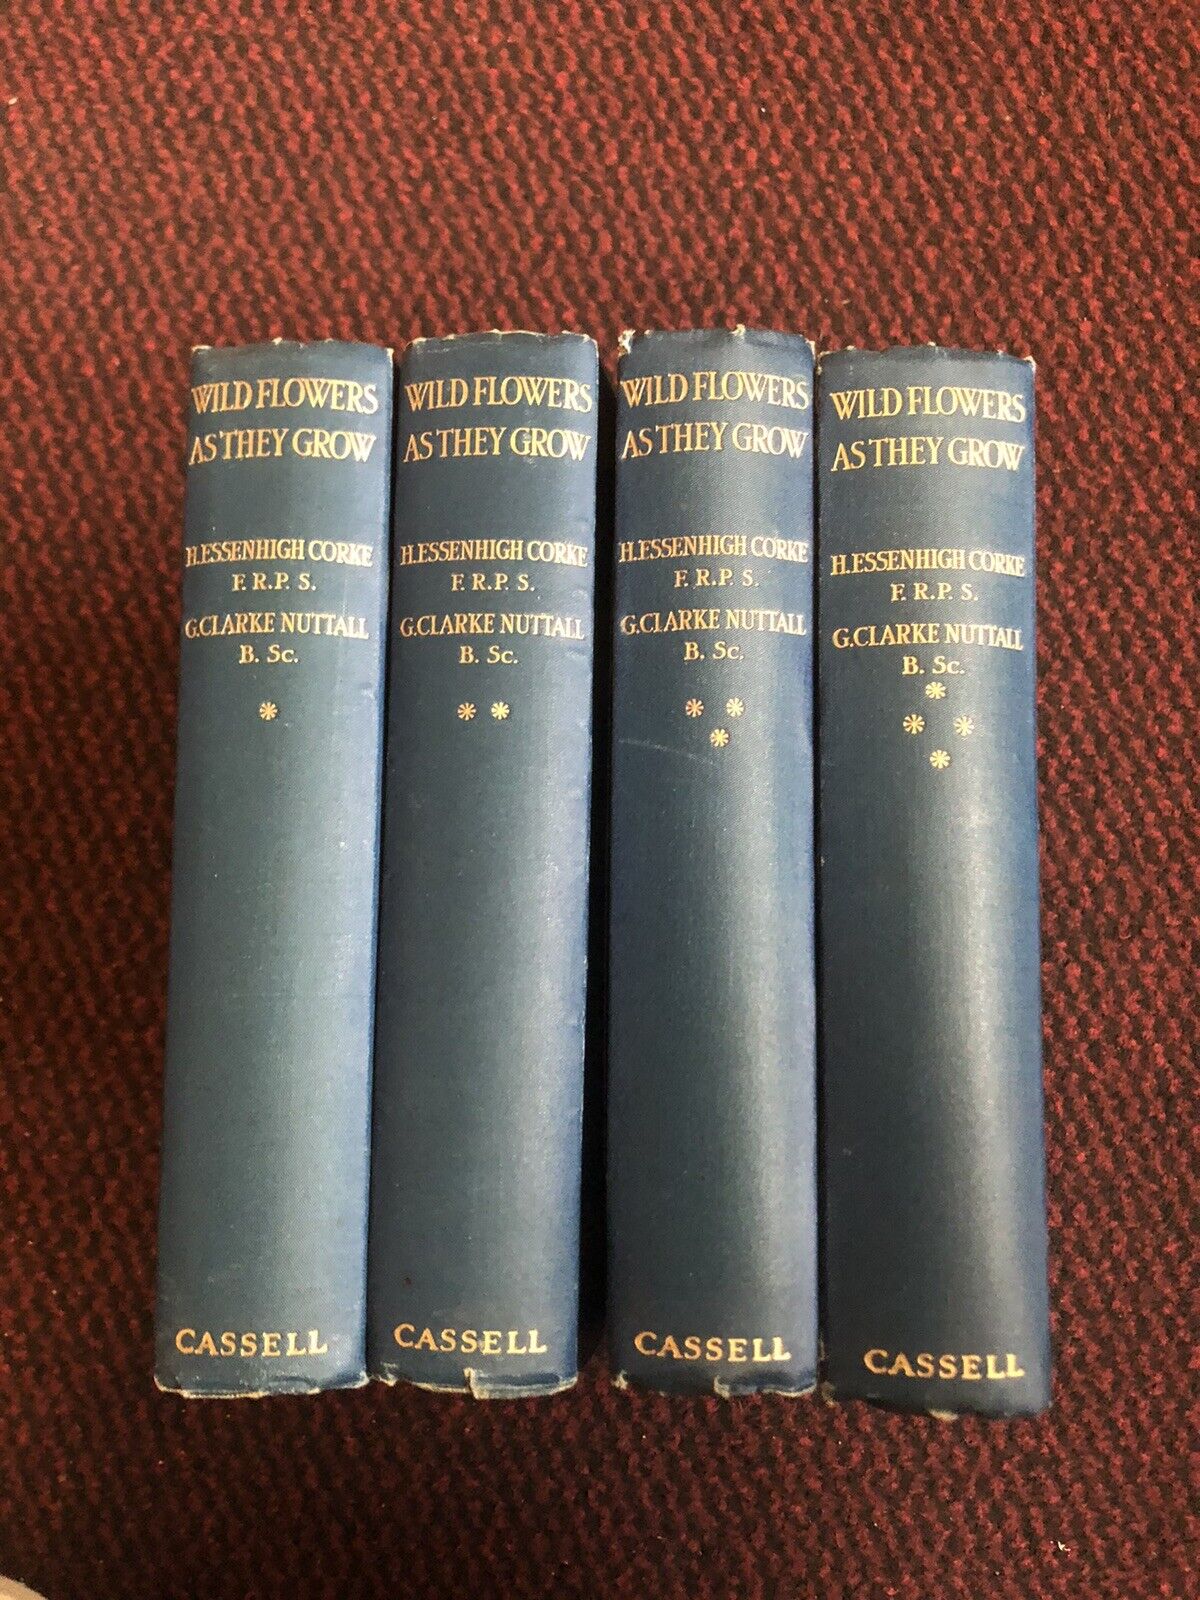 WILD FLOWERS
AS THEY GROW
H. ESSENHIGH CORKE
F.R.P.S.
G. CLARKE NUTTALL
B. Sc.
*
CASSELL
WILD FLOWERS
AS THEY GROW
H. ESSENHIGH CORKE
F.R.P.S.
G. CLARKE NUTTALL
B. Sc.
* *
CASSELL
WILD FLOWERS
AS THEY GROW
H. ESSENHIGH CORKE
F.R.P.S.
G. CLARKE NUTTALL
B. Sc.
* *
*
CASSELL
WILD FLOWERS
AS THEY GROW
H. ESSENHIGH CORKE
F.R.P.S.
G. CLARKE NUTTALL
B. Sc.
*
* *
*
CASSELL